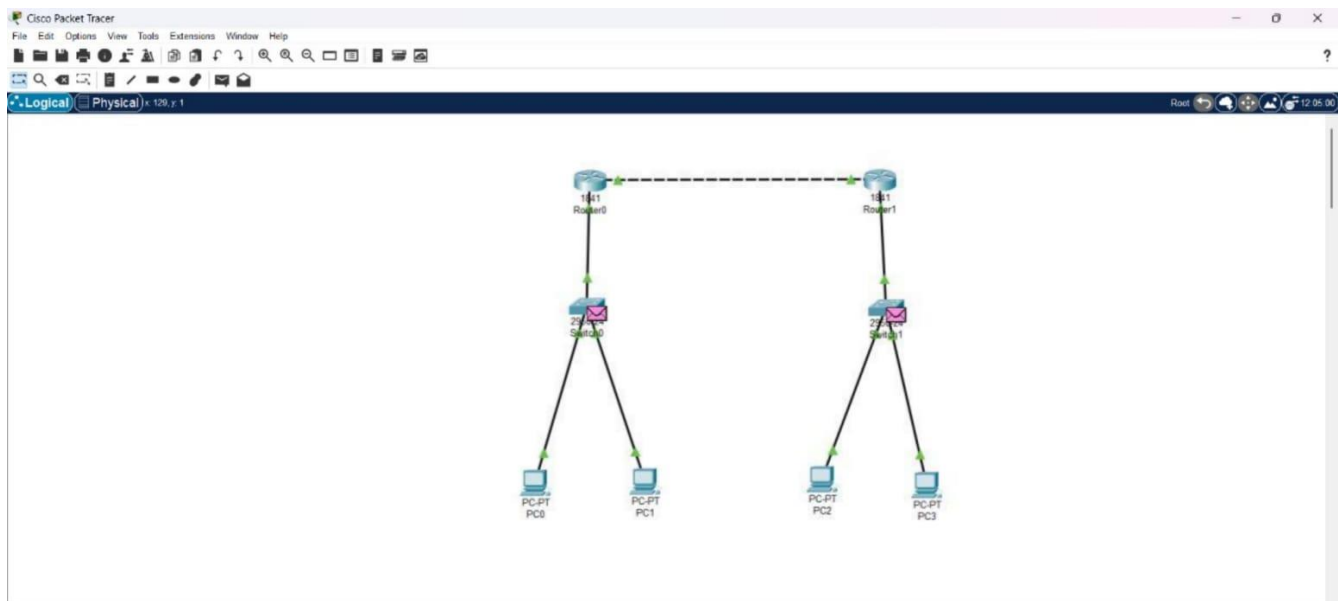 Cisco Packet Tracer
File Edit Options View Tools Extensions Window Help
?
Logical Physical x: 129, y: 1 Root 12:05:00
1841 1841
Router0 Router1
Switch0 Switch1
PC-PT PC-PT PC-PT PC-PT
PC0 PC1 PC2 PC3